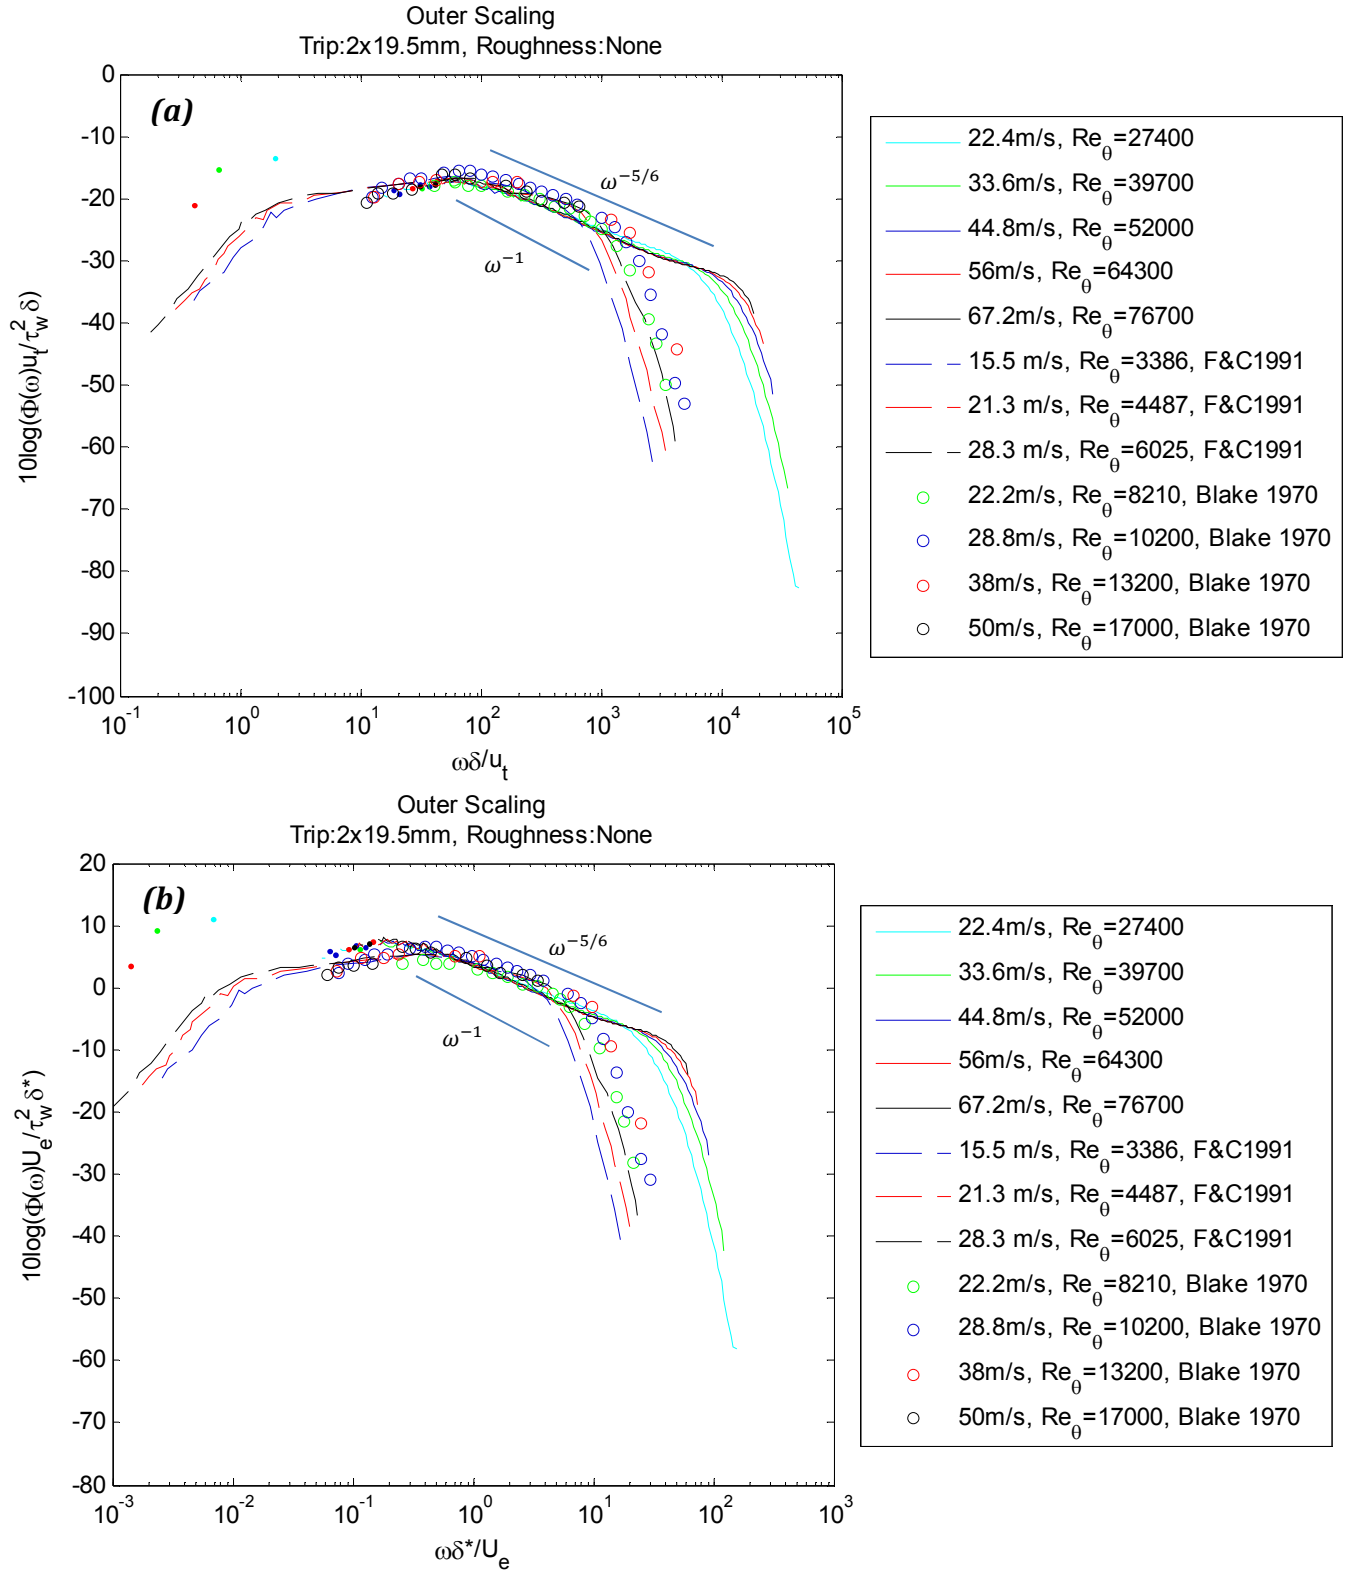 Outer Scaling
Trip:2x19.5mm, Roughness:None
(a)
0
-10
-20
-30
-40
-50
-60
-70
-80
-90
-100
10^-1
10^0
10^1
10^2
10^3
10^4
10^5
10log(Φ(ω)u_t/τ_w^2 δ)
ωδ/u_t
ω^−5/6
ω^−1
22.4m/s, Re_θ=27400
33.6m/s, Re_θ=39700
44.8m/s, Re_θ=52000
56m/s, Re_θ=64300
67.2m/s, Re_θ=76700
15.5 m/s, Re_θ=3386, F&C1991
21.3 m/s, Re_θ=4487, F&C1991
28.3 m/s, Re_θ=6025, F&C1991
22.2m/s, Re_θ=8210, Blake 1970
28.8m/s, Re_θ=10200, Blake 1970
38m/s, Re_θ=13200, Blake 1970
50m/s, Re_θ=17000, Blake 1970
Outer Scaling
Trip:2x19.5mm, Roughness:None
(b)
20
10
0
-10
-20
-30
-40
-50
-60
-70
-80
10^-3
10^-2
10^-1
10^0
10^1
10^2
10^3
10log(Φ(ω)U_e/τ_w^2 δ*)
ωδ*/U_e
ω^−5/6
ω^−1
22.4m/s, Re_θ=27400
33.6m/s, Re_θ=39700
44.8m/s, Re_θ=52000
56m/s, Re_θ=64300
67.2m/s, Re_θ=76700
15.5 m/s, Re_θ=3386, F&C1991
21.3 m/s, Re_θ=4487, F&C1991
28.3 m/s, Re_θ=6025, F&C1991
22.2m/s, Re_θ=8210, Blake 1970
28.8m/s, Re_θ=10200, Blake 1970
38m/s, Re_θ=13200, Blake 1970
50m/s, Re_θ=17000, Blake 1970